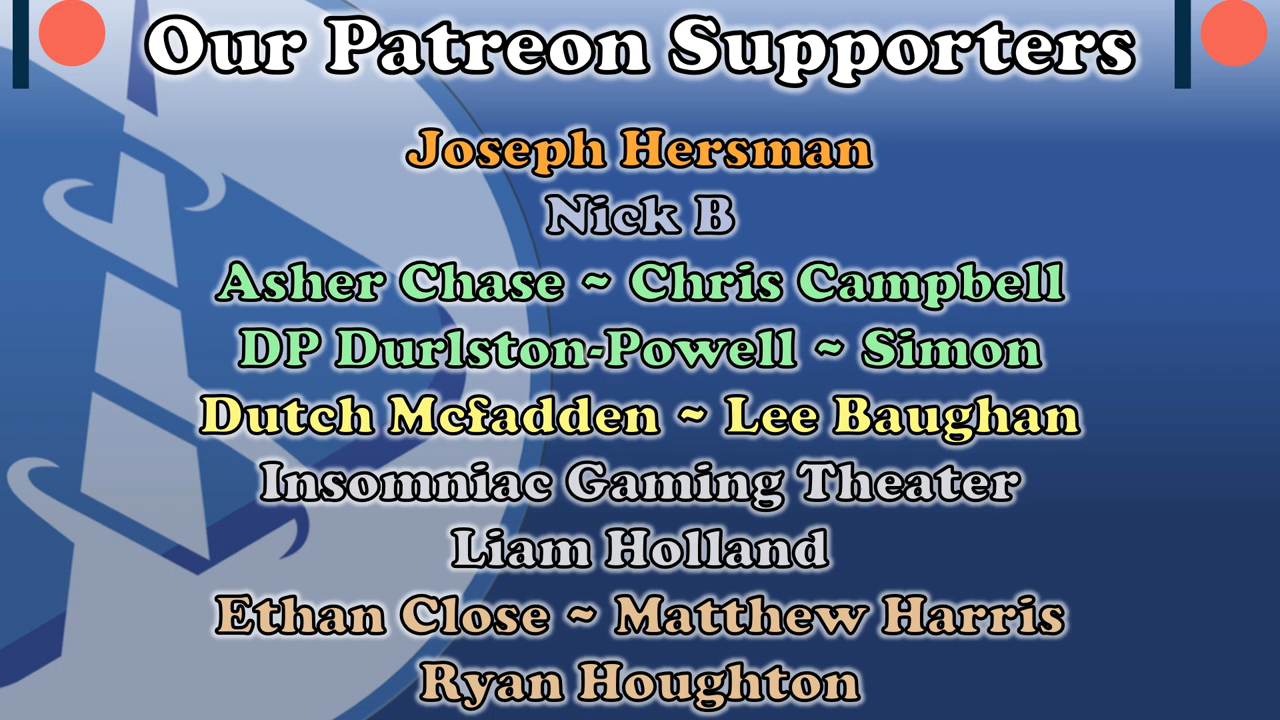 Our Patreon Supporters
Joseph Hersman
Nick B
Asher Chase ~ Chris Campbell
DP Durlston-Powell ~ Simon
Dutch Mcfadden ~ Lee Baughan
Insomniac Gaming Theater
Liam Holland
Ethan Close ~ Matthew Harris
Ryan Houghton